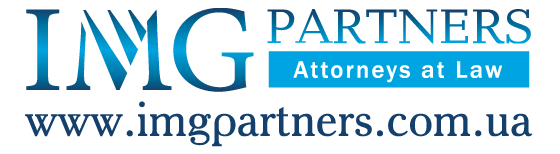 IMG PARTNERS
Attorneys at Law
www.imgpartners.com.ua